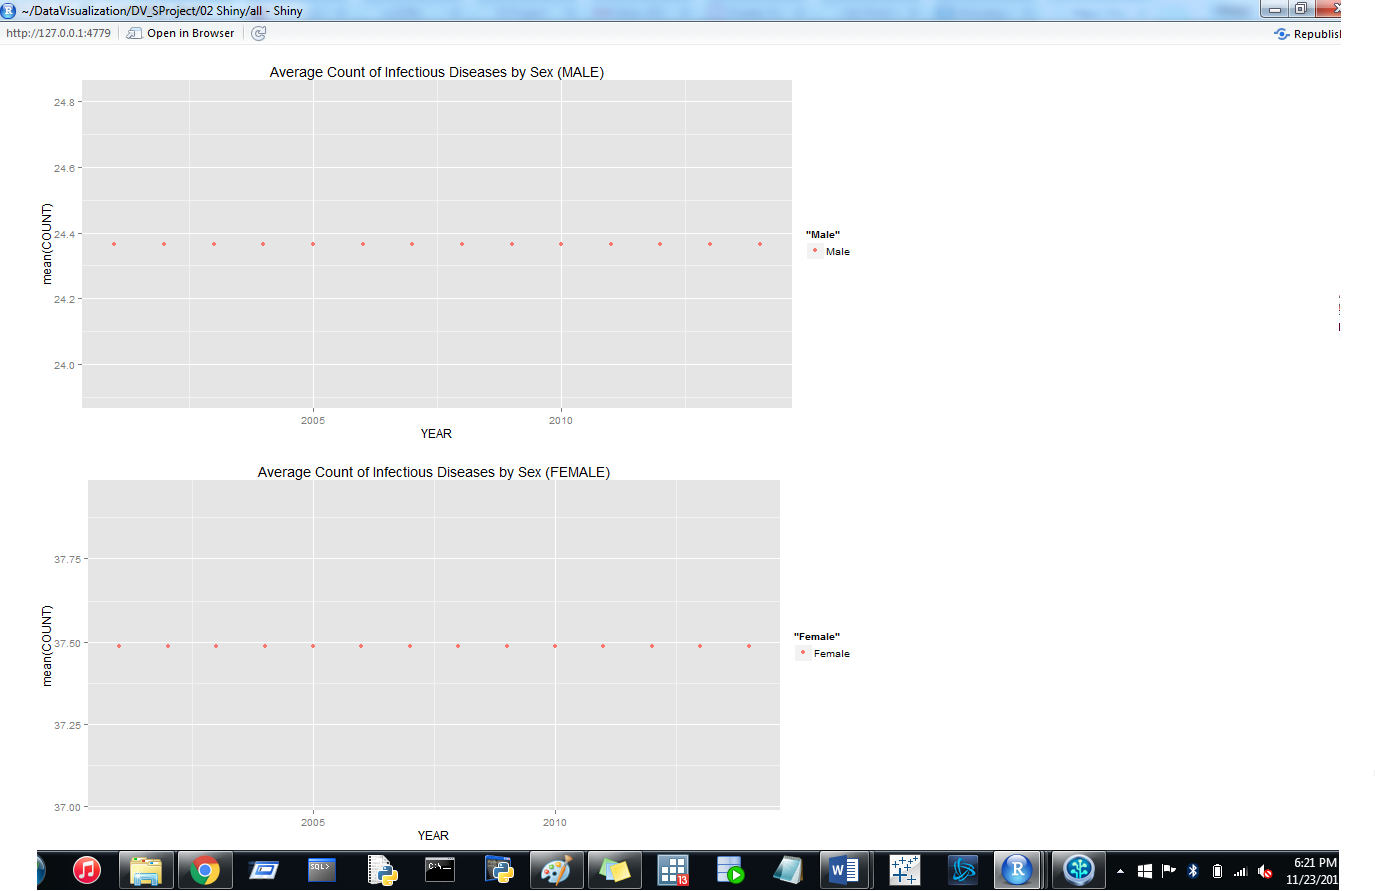 ~/DataVisualization/DV_SProject/02 Shiny/all - Shiny
http://127.0.0.1:4779 Open in Browser
Average Count of Infectious Diseases by Sex (MALE)
24.8
24.6
24.4
24.2
24.0
mean(COUNT)
"Male"
Male
2005 2010
YEAR
Average Count of Infectious Diseases by Sex (FEMALE)
37.75
37.50
37.25
37.00
mean(COUNT)
"Female"
Female
2005 2010
YEAR
SQL>
C:\-
13
W
R
6:21 PM
11/23/201